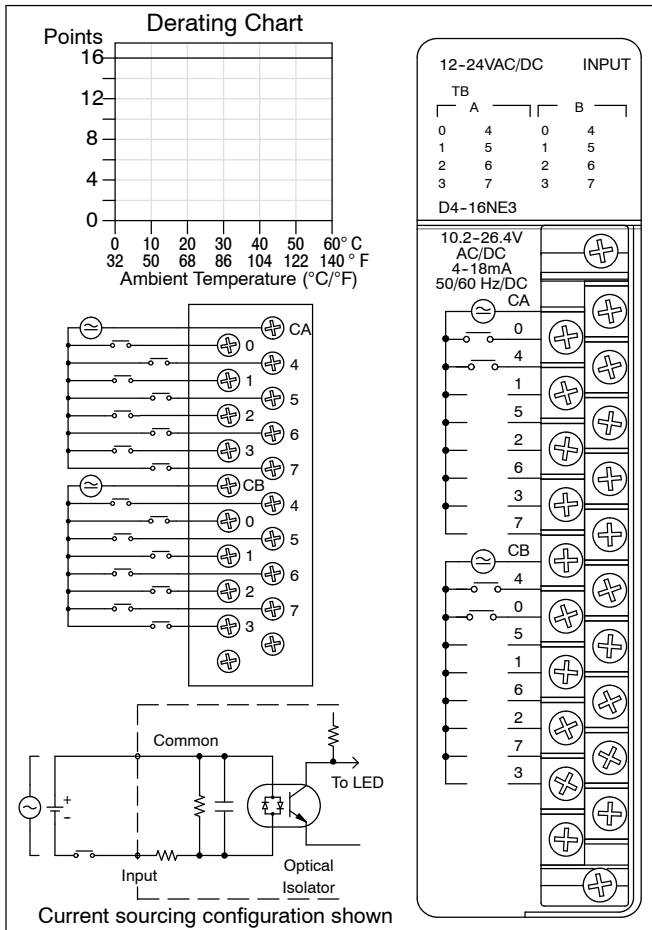 Derating Chart
Points
16
12
8
4
0
0 10 20 30 40 50 60°C
32 50 68 86 104 122 140°F
Ambient Temperature (°C/°F)
CA
0
4
1
5
2
6
3
7
CB
4
0
5
1
6
2
7
3
Common
To LED
Input
Optical
Isolator
Current sourcing configuration shown
12-24VAC/DC INPUT
TB
A B
0 4 0 4
1 5 1 5
2 6 2 6
3 7 3 7
D4-16NE3
10.2-26.4V
AC/DC
4-18mA
50/60 Hz/DC
CA
0
4
1
5
2
6
3
7
CB
4
0
5
1
6
2
7
3